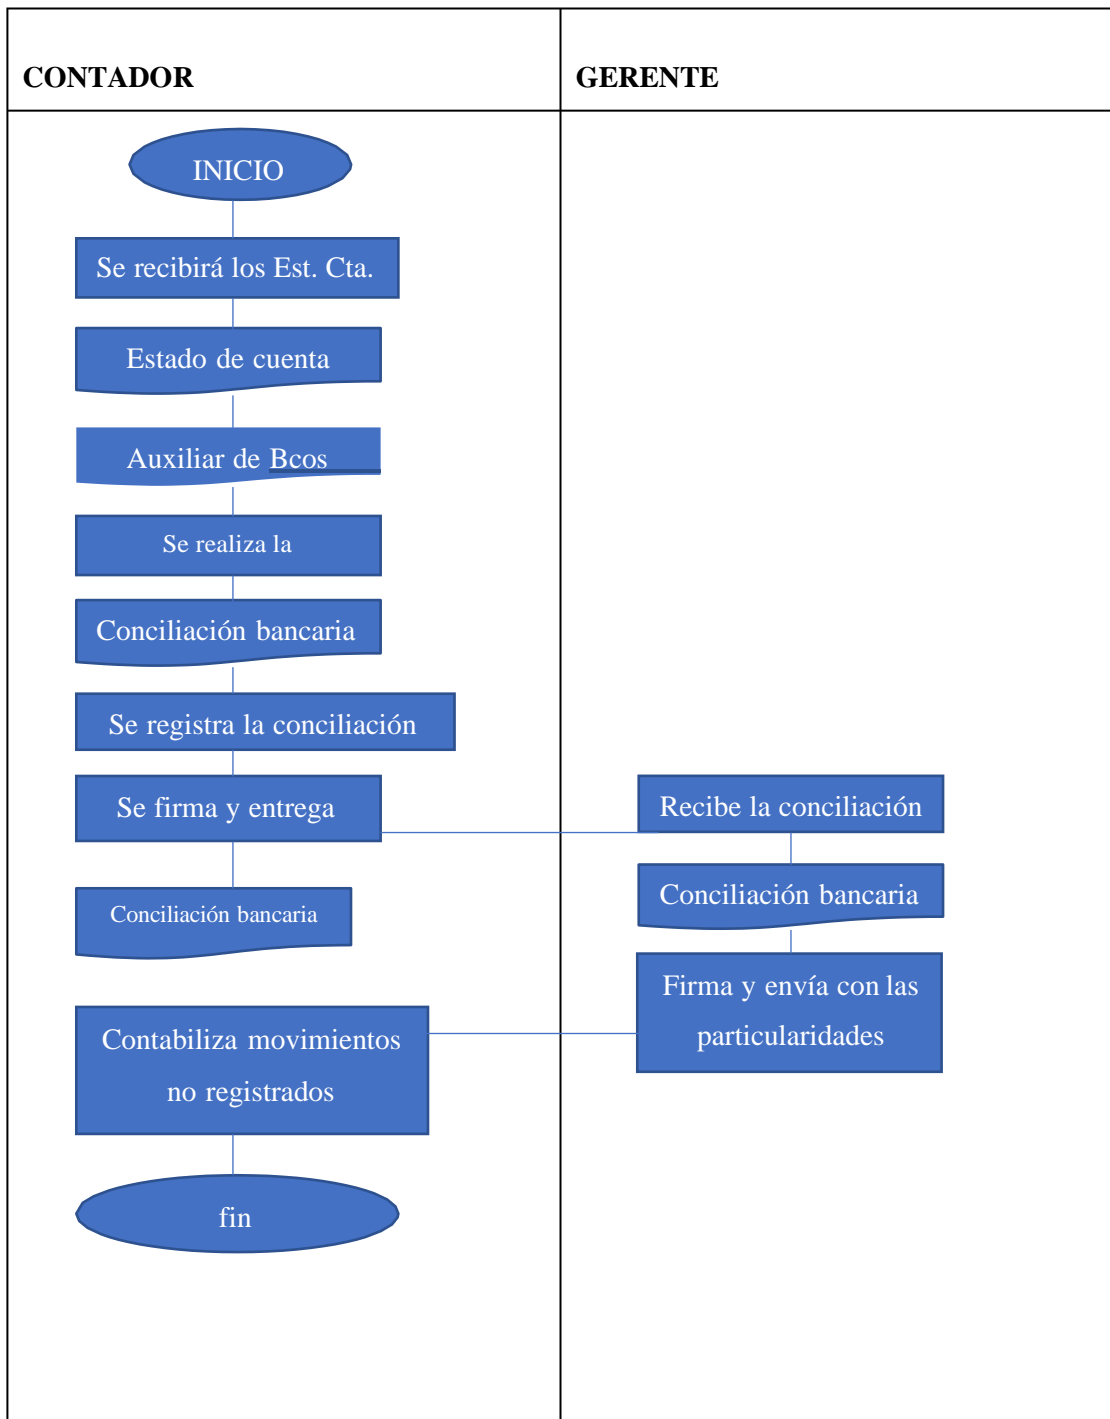 CONTADOR
GERENTE
INICIO
Se recibirá los Est. Cta.
Estado de cuenta
Auxiliar de Bcos
Se realiza la
Conciliación bancaria
Se registra la conciliación
Se firma y entrega
Conciliación bancaria
Recibe la conciliación
Conciliación bancaria
Firma y envía con las
particularidades
Contabiliza movimientos
no registrados
fin